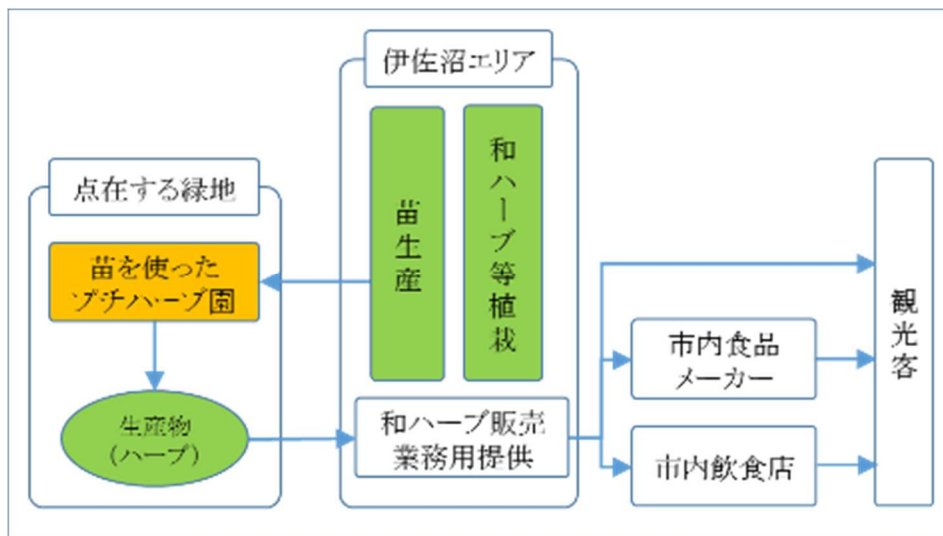 伊佐沼エリア
点在する緑地
苗を使った
プチハーブ園
生産物
(ハーブ)
苗生産
和ハーブ等植栽
和ハーブ販売
業務用提供
市内食品
メーカー
市内飲食店
観光客